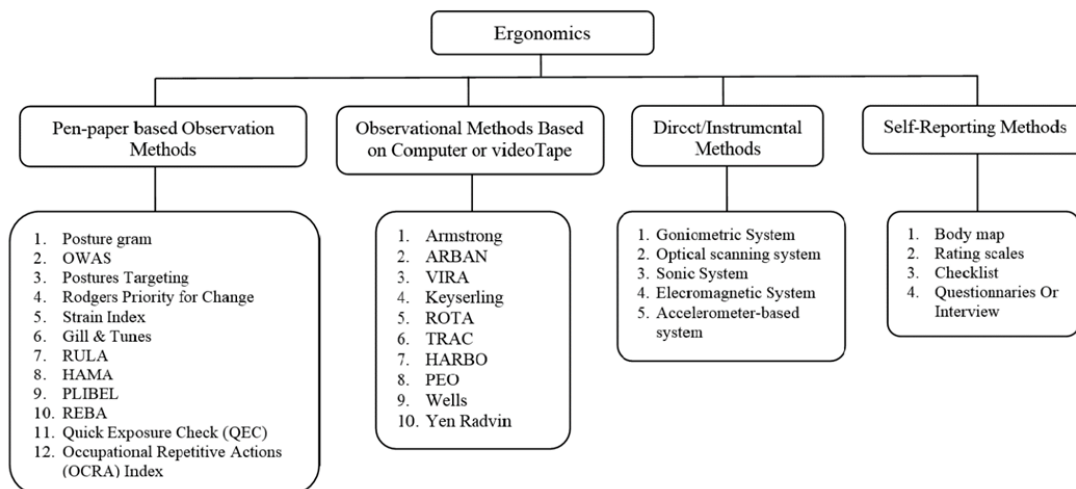 Ergonomics
Pen-paper based Observation
Methods
Observational Methods Based
on Computer or videoTape
Direct/Instrumental
Methods
Self-Reporting Methods
1. Posture gram
2. OWAS
3. Postures Targeting
4. Rodgers Priority for Change
5. Strain Index
6. Gill & Tunes
7. RULA
8. HAMA
9. PLIBEL
10. REBA
11. Quick Exposure Check (QEC)
12. Occupational Repetitive Actions
(OCRA) Index
1. Armstrong
2. ARBAN
3. VIRA
4. Keyserling
5. ROTA
6. TRAC
7. HARBO
8. PEO
9. Wells
10. Yen Radvin
1. Goniometric System
2. Optical scanning system
3. Sonic System
4. Elecromagnetic System
5. Accelerometer-based
system
1. Body map
2. Rating scales
3. Checklist
4. Questionnaries Or
Interview